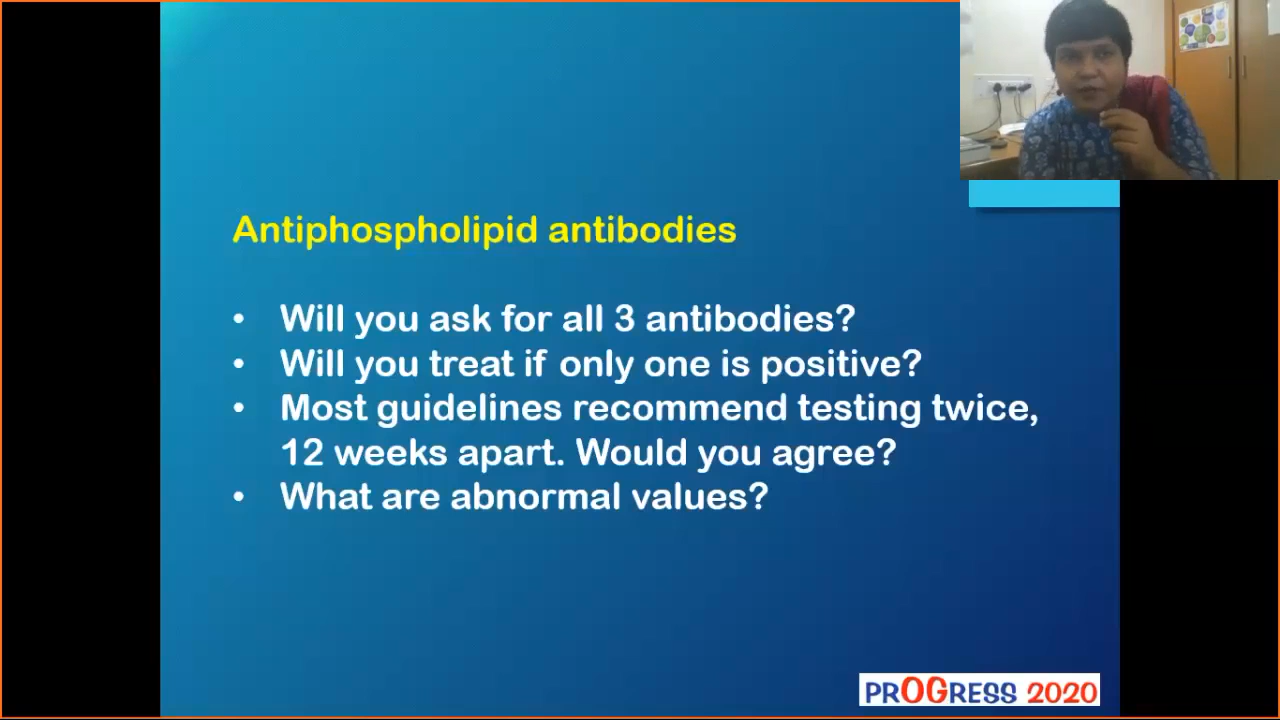 Antiphospholipid antibodies
• Will you ask for all 3 antibodies?
• Will you treat if only one is positive?
• Most guidelines recommend testing twice,
12 weeks apart. Would you agree?
• What are abnormal values?
PROGRESS 2020